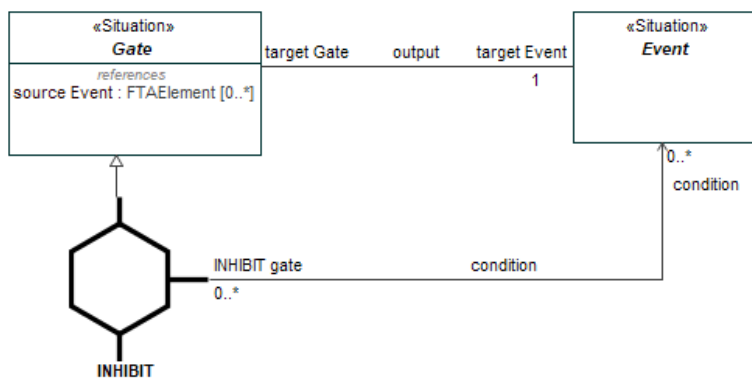 «Situation»
Gate
references
source Event : FTAElement [0..*]
target Gate
output
target Event
1
«Situation»
Event
0..*
condition
INHIBIT gate
condition
0..*
INHIBIT